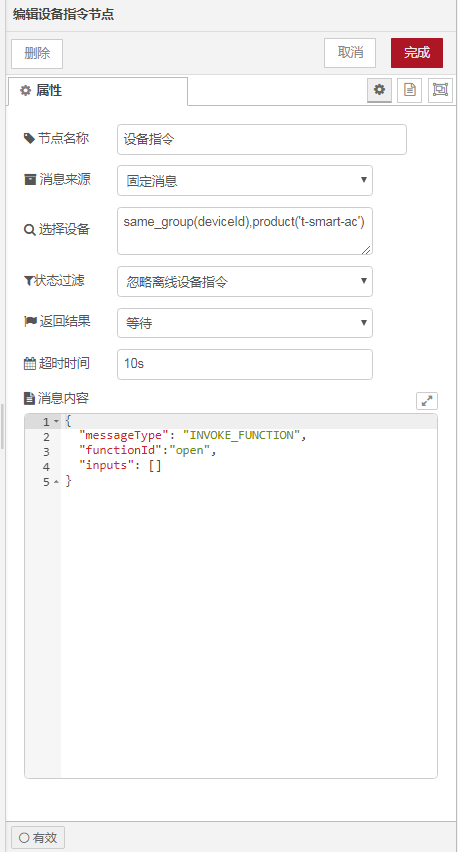 编辑设备指令节点
删除 取消 完成
属性
节点名称 设备指令
消息来源 固定消息
选择设备 same_group(deviceId),product('t-smart-ac')
状态过滤 忽略离线设备指令
返回结果 等待
超时时间 10s
消息内容
1 {
2 "messageType": "INVOKE_FUNCTION",
3 "functionId":"open",
4 "inputs": []
5 }
有效